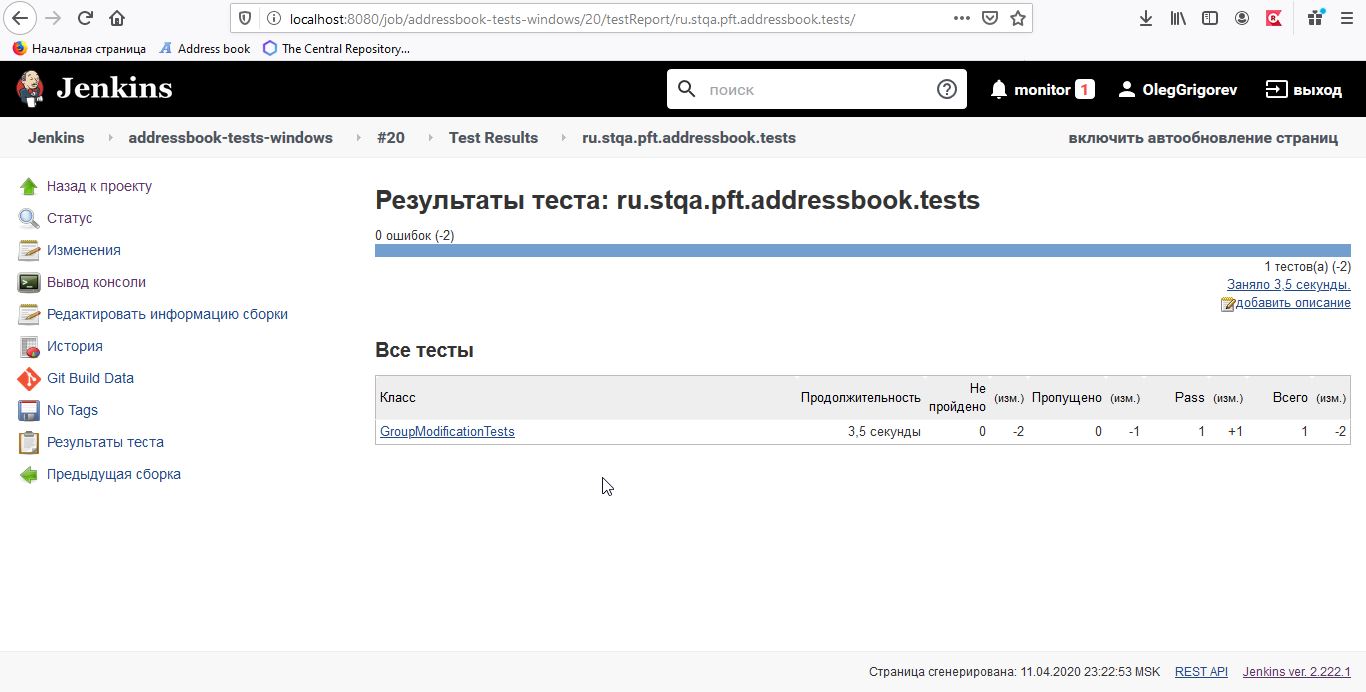 localhost:8080/job/addressbook-tests-windows/20/testReport/ru.stqa.pft.addressbook.tests/
Начальная страница Address book The Central Repository...
Jenkins поиск monitor 1 OlegGrigorev выход
Jenkins addressbook-tests-windows #20 Test Results ru.stqa.pft.addressbook.tests включить автообновление страниц
Назад к проекту
Статус
Изменения
Вывод консоли
Редактировать информацию сборки
История
Git Build Data
No Tags
Результаты теста
Предыдущая сборка
Результаты теста: ru.stqa.pft.addressbook.tests
0 ошибок (-2)
1 тестов(а) (-2)
Заняло 3,5 секунды.
добавить описание
Все тесты
Класс Продолжительность Не пройдено (изм.) Пропущено (изм.) Pass (изм.) Всего (изм.)
GroupModificationTests 3,5 секунды 0 -2 0 -1 1 +1 1 -2
Страница сгенерирована: 11.04.2020 23:22:53 MSK REST API Jenkins ver. 2.222.1